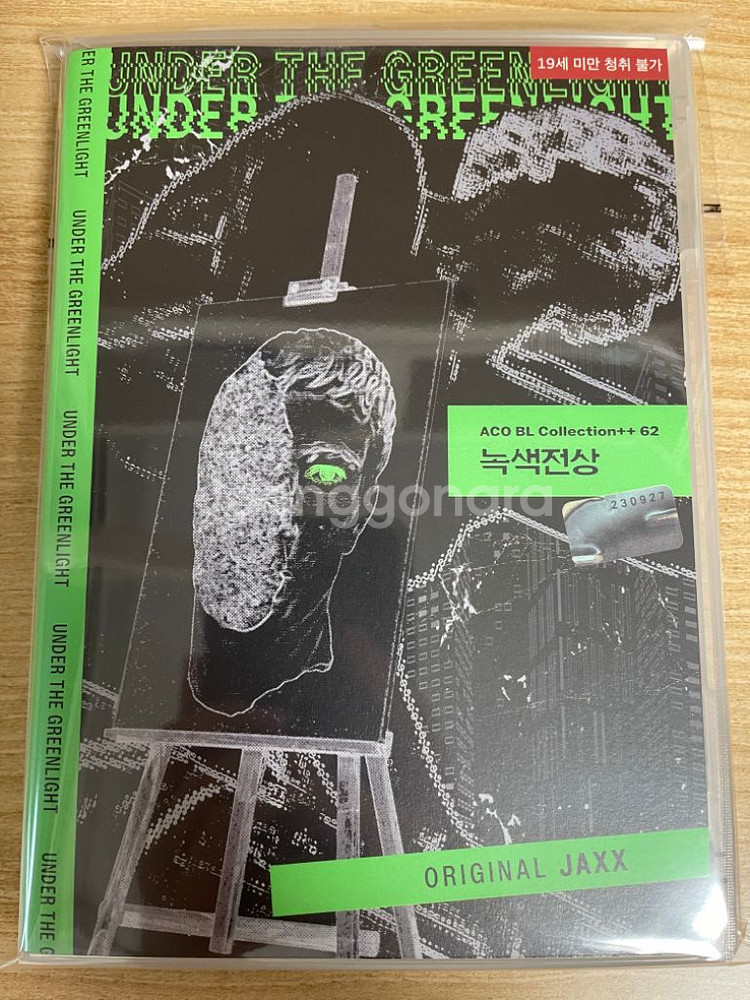 UNDER THE GREENLIGHT
UNDER THE GREENLIGHT
19세 미만 청취 불가
ER THE GREENLIGHT
UNDER THE GREENLIGHT
UNDER THE GREENLIGHT
UNDER THE GREENLIGHT
UNDER THE G
ACO BL Collection++ 62
녹색전상
230927
ORIGINAL JAXX